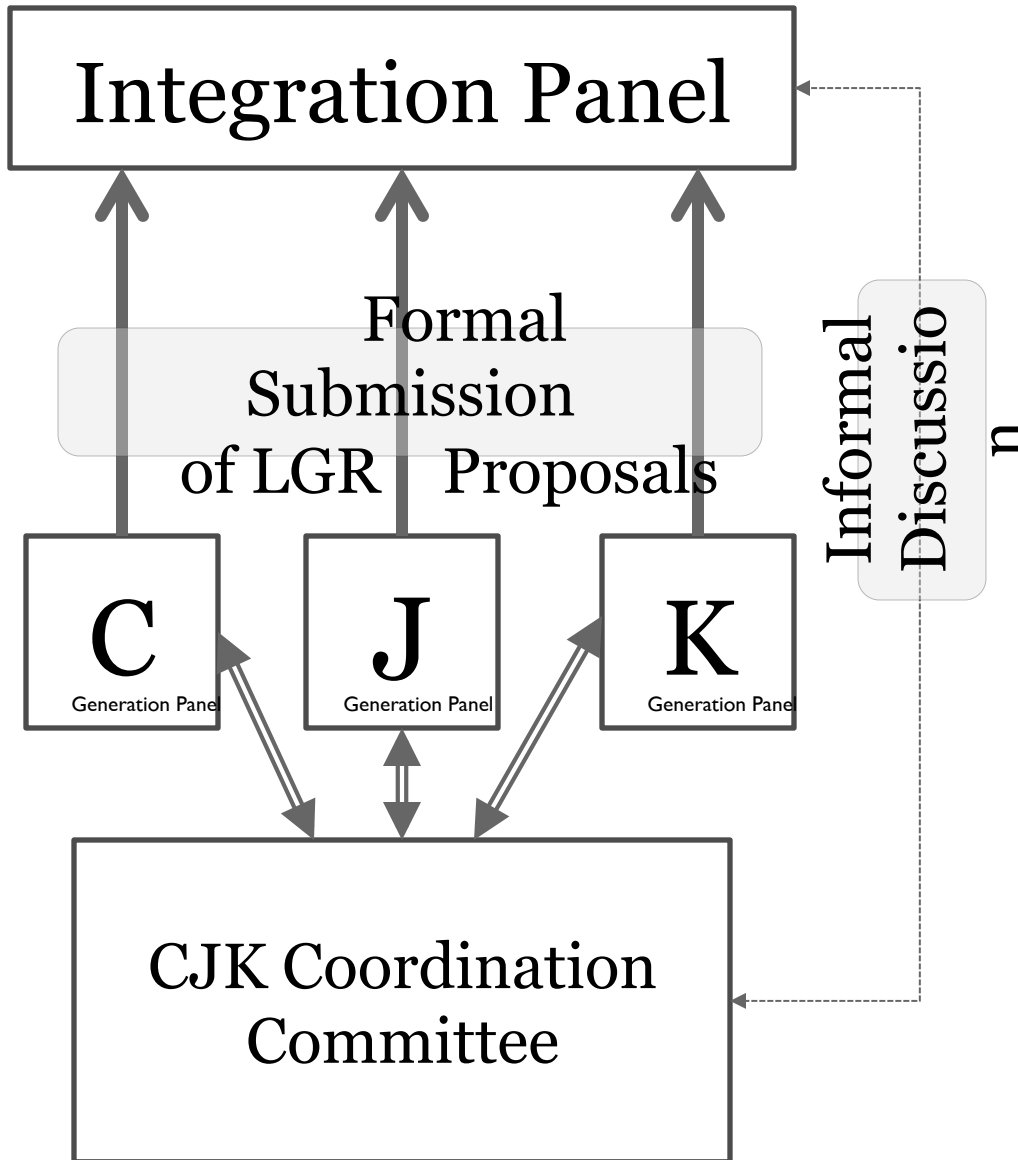 Integration Panel
Formal
Submission
of LGR Proposals
Informal
Discussio
n
C
Generation Panel
J
Generation Panel
K
Generation Panel
CJK Coordination
Committee